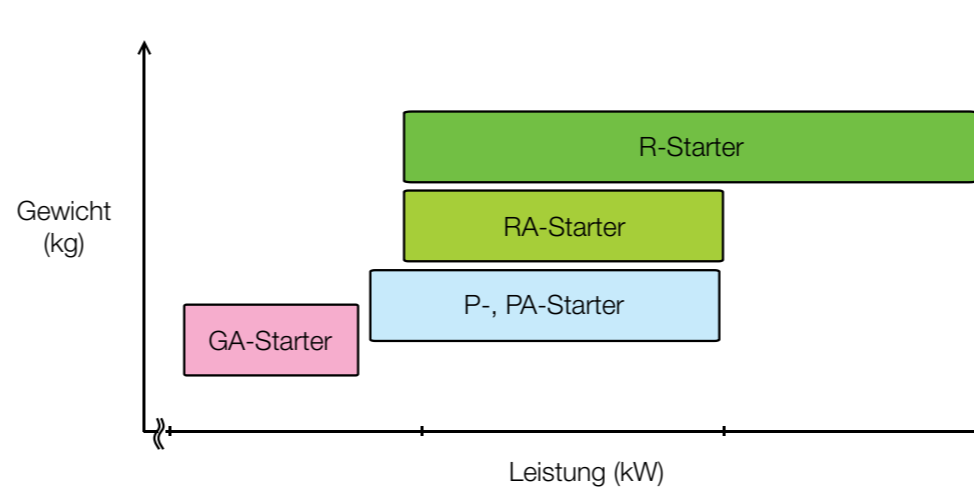 R-Starter
Gewicht
(kg)
RA-Starter
P-, PA-Starter
GA-Starter
Leistung (kW)